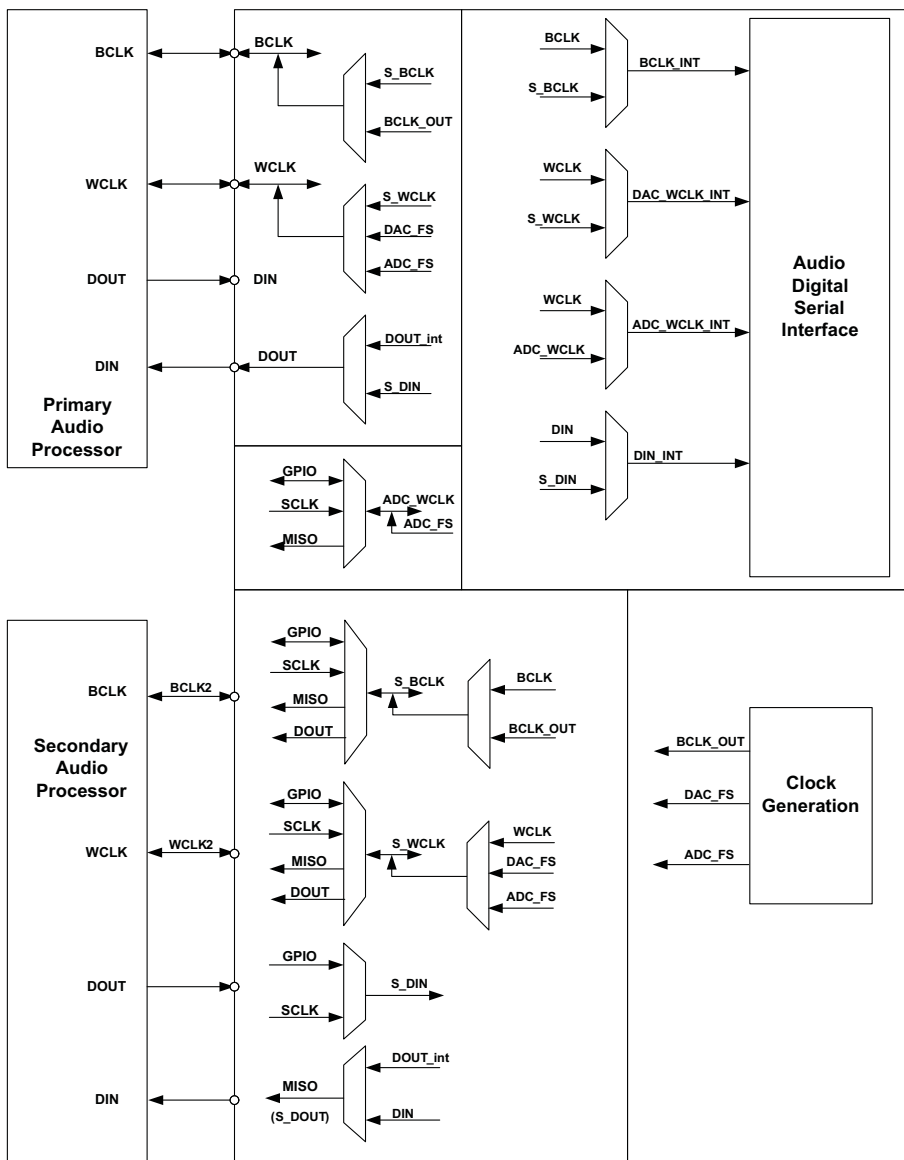 BCLK
WCLK
DOUT
DIN
Primary
Audio
Processor
BCLK
S_BCLK
BCLK_OUT
WCLK
S_WCLK
DAC_FS
ADC_FS
DIN
DOUT
DOUT_int
S_DIN
BCLK
S_BCLK
BCLK_INT
WCLK
S_WCLK
DAC_WCLK_INT
WCLK
ADC_WCLK
ADC_WCLK_INT
DIN
S_DIN
DIN_INT
Audio
Digital
Serial
Interface
GPIO
SCLK
MISO
ADC_WCLK
ADC_FS
BCLK
BCLK2
Secondary
Audio
Processor
WCLK
WCLK2
DOUT
DIN
GPIO
SCLK
MISO
DOUT
S_BCLK
BCLK
BCLK_OUT
GPIO
SCLK
MISO
DOUT
S_WCLK
WCLK
DAC_FS
ADC_FS
GPIO
SCLK
S_DIN
MISO
(S_DOUT)
DOUT_int
DIN
BCLK_OUT
DAC_FS
ADC_FS
Clock
Generation